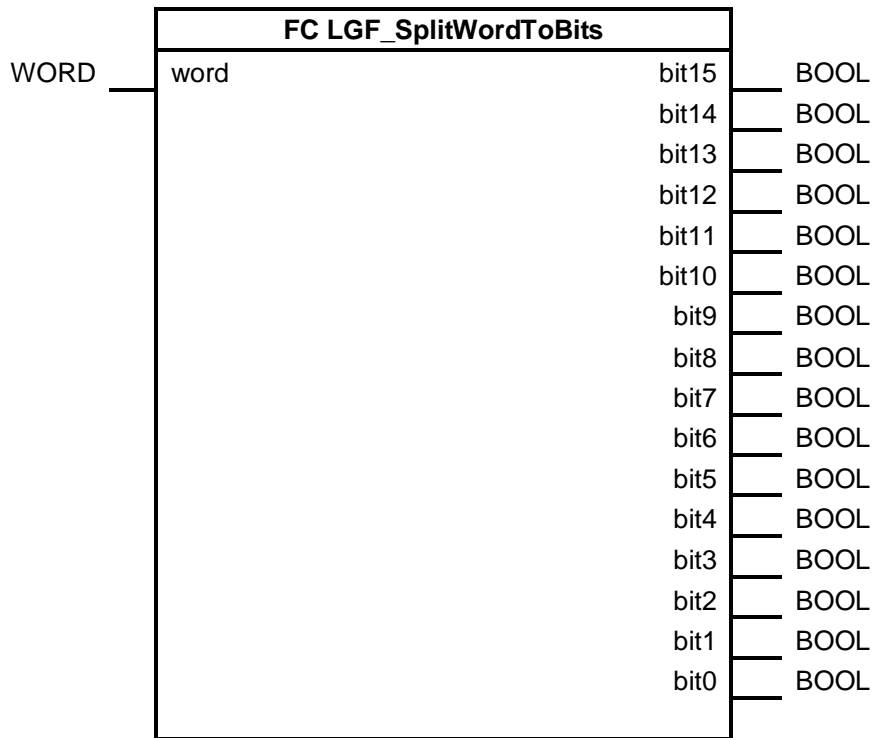 FC LGF_SplitWordToBits
WORD word bit15 BOOL
bit14 BOOL
bit13 BOOL
bit12 BOOL
bit11 BOOL
bit10 BOOL
bit9 BOOL
bit8 BOOL
bit7 BOOL
bit6 BOOL
bit5 BOOL
bit4 BOOL
bit3 BOOL
bit2 BOOL
bit1 BOOL
bit0 BOOL